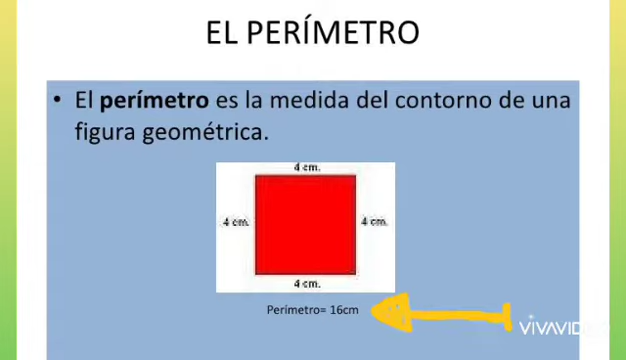 EL PERÍMETRO
• El perímetro es la medida del contorno de una
figura geométrica.
4 cm.
4 cm. 4 cm.
4 cm.
Perímetro= 16cm
VIVAVIDEO